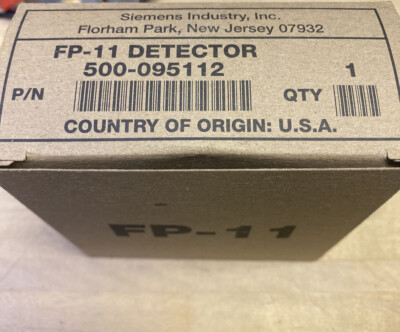 Siemens Industry, Inc.
Florham Park, New Jersey 07932
FP-11 DETECTOR
500-095112
1
P/N
QTY
COUNTRY OF ORIGIN: U.S.A.
FP-11